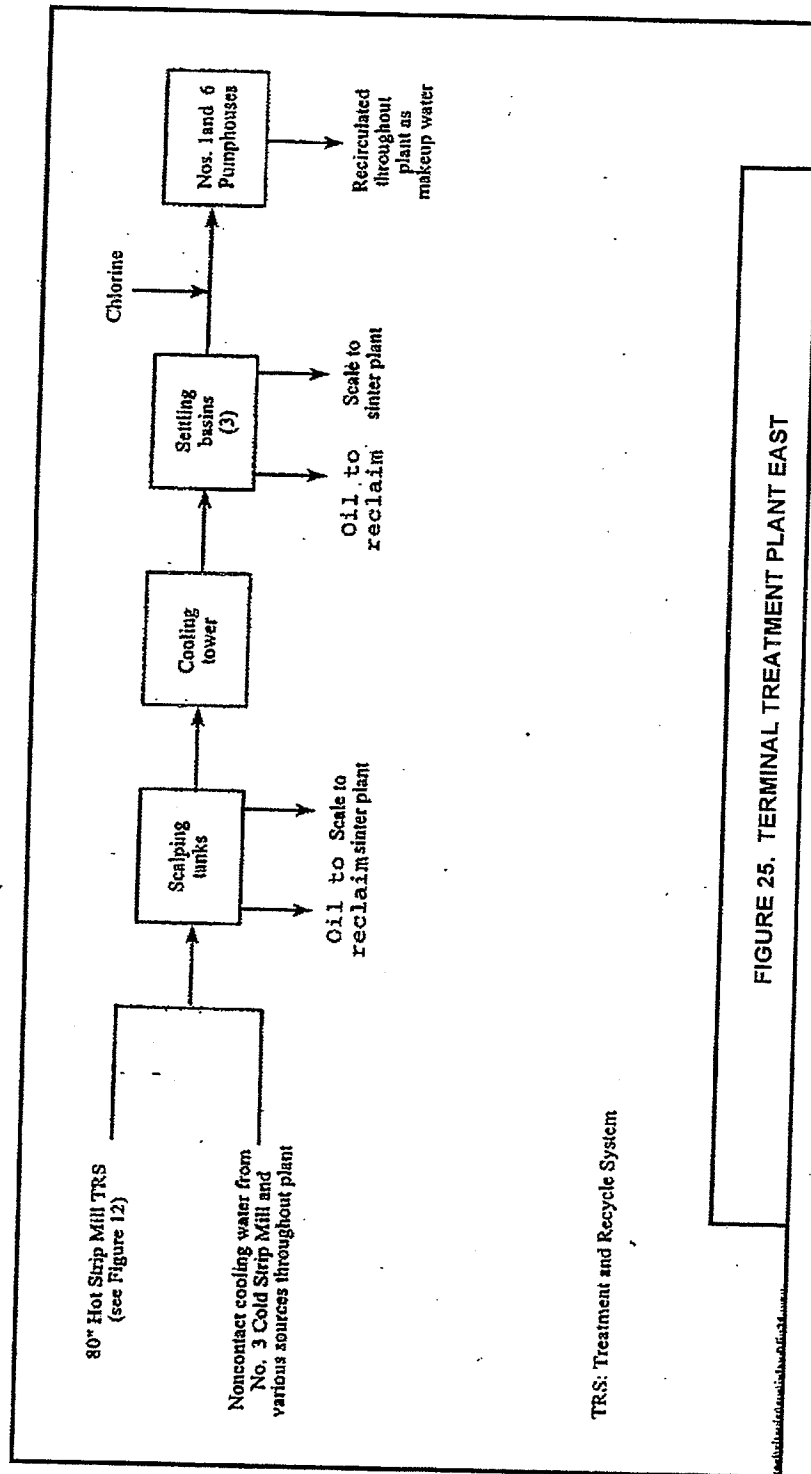 80" Hot Strip Mill TRS
(see Figure 12)
Noncontact cooling water from
No. 3 Cold Strip Mill and
various sources throughout plant
Scalping
tanks
Oil to
reclaim
Scale to
sinter plant
Cooling
tower
Settling
basins
(3)
Oil to
reclaim
Scale to
sinter plant
Chlorine
Nos. 1and 6
Pumphouses
Recirculated
throughout
plant as
makeup water
TRS: Treatment and Recycle System
FIGURE 25. TERMINAL TREATMENT PLANT EAST